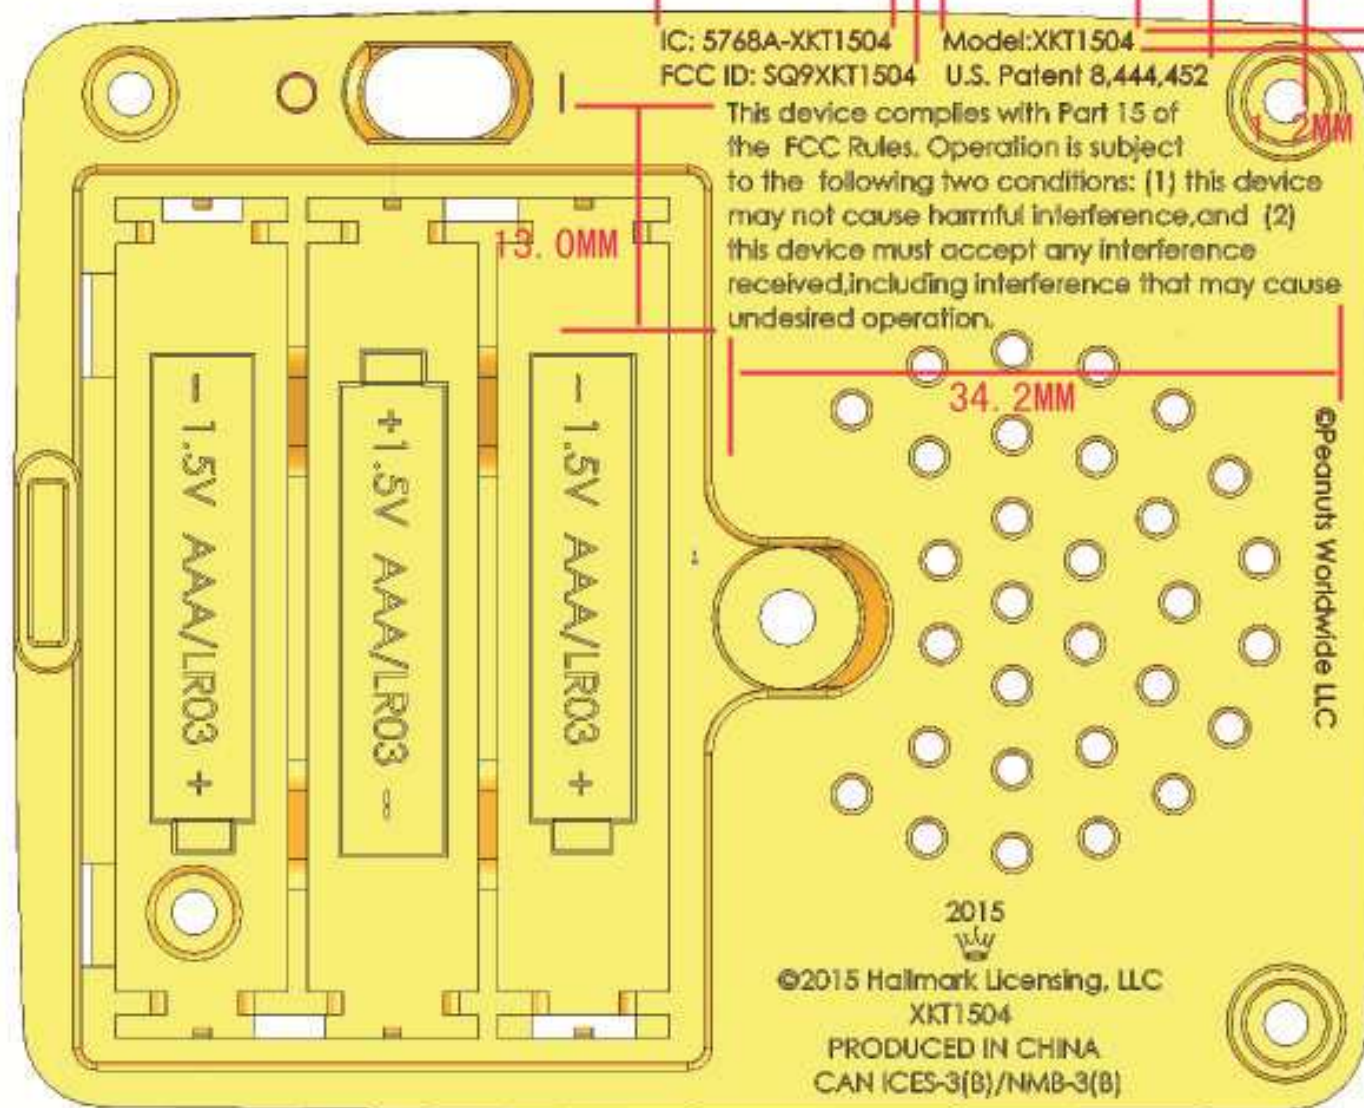 IC: 5768A-XKT1504 Model:XKT1504
FCC ID: SQ9XKT1504 U.S. Patent 8,444,452
This device complies with Part 15 of
the FCC Rules. Operation is subject
to the following two conditions: (1) this device
may not cause harmful interference,and (2)
this device must accept any interference
received,including interference that may cause
undesired operation.
1.2MM
13.0MM
34.2MM
- 1.5V AAA/LR03 +
+1.5V AAA/LR03 -
- 1.5V AAA/LR03 +
©Peanuts Worldwide LLC
2015
©2015 Hallmark Licensing, LLC
XKT1504
PRODUCED IN CHINA
CAN ICES-3(B)/NMB-3(B)